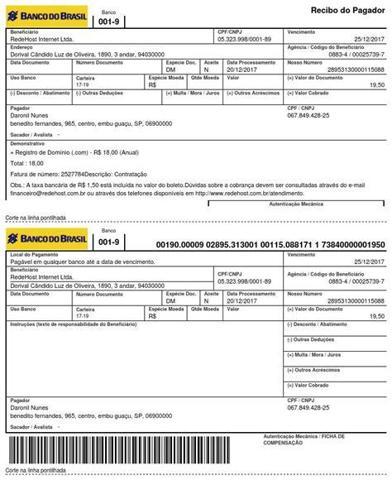 BANCO DO BRASIL
Banco
001-9
Recibo do Pagador
Beneficiário
RedeHost Internet Ltda.
CPF/CNPJ
05.323.998/0001-89
Vencimento
25/12/2017
Endereço
Dorival Cândido Luz de Oliveira, 1890, 3 andar, 94030000
Agência / Código do Beneficiário
0883-4 / 00025739-7
Data Documento
Número Documento
Espécie Doc.
DM
Aceite
N
Data Processamento
20/12/2017
Nosso Número
28953130000115088
Uso Banco
Carteira
17-19
Espécie Moeda
R$
Qtde Moeda
Valor
(=) Valor do Documento
19,50
(-) Desconto / Abatimento
(-) Outras Deduções
(+) Multa / Mora / Juros
(+) Outros Acréscimos
(=) Valor Cobrado
Pagador
Daronil Nunes
benedito fernandes, 965, centro, embu guaçu, SP, 06900000
CPF / CNPJ
067.849.428-25
Sacador / Avalista -
Demonstrativo
+ Registro de Domínio (.com) - R$ 18,00 (Anual)
Total : 18,00
Fatura de número: 2527784Descrição: Contratação
Obs.: A taxa bancária de R$ 1,50 está incluída na valor do boleto.Dúvidas sobre a cobrança devem ser consultadas através do e-mail
financeiro@redehost.com.br ou através dos telefones disponíveis em http://www.redehost.com.br/atendimento.
Autenticação Mecânica
Corte na linha pontilhada
BANCO DO BRASIL
Banco
001-9
00190.00009 02895.313001 00115.088171 1 73840000001950
Local do Pagamento
Pagável em qualquer banco até a data de vencimento.
Vencimento
25/12/2017
Beneficiário
RedeHost Internet Ltda.
Dorival Cândido Luz de Oliveira, 1890, 3 andar, 94030000
CPF/CNPJ
05.323.998/0001-89
Agência / Código do Beneficiário
0883-4 / 00025739-7
Data Documento
Número Documento
Espécie Doc.
DM
Aceite
N
Data Processamento
20/12/2017
Nosso Número
28953130000115088
Uso Banco
Carteira
17-19
Espécie Moeda
R$
Qtde Moeda
Valor
(=) Valor do Documento
19,50
Instruções (texto de responsabilidade do Beneficiário)
(-) Desconto / Abatimento
(-) Outras Deduções
(+) Multa / Mora / Juros
(+) Outros Acréscimos
(=) Valor Cobrado
Pagador
Daronil Nunes
benedito fernandes, 965, centro, embu guaçu, SP, 06900000
CPF / CNPJ
067.849.428-25
Sacador / Avalista -
Autenticação Mecânica / FICHA DE
COMPENSAÇÃO
Corte na linha pontilhada